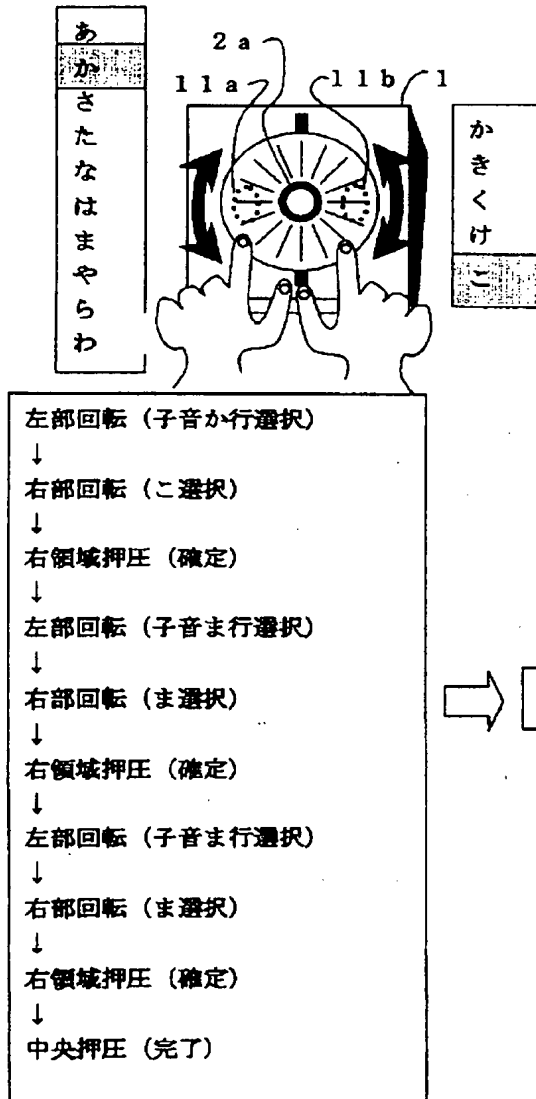 あ
か
さ
た
な
は
ま
や
ら
わ
2a
11a
11b
1
か
き
く
け
こ
左部回転（子音か行選択）
↓
右部回転（こ選択）
↓
右領域押圧（確定）
↓
左部回転（子音ま行選択）
↓
右部回転（ま選択）
↓
右領域押圧（確定）
↓
左部回転（子音ま行選択）
↓
右部回転（ま選択）
↓
右領域押圧（確定）
↓
中央押圧（完了）